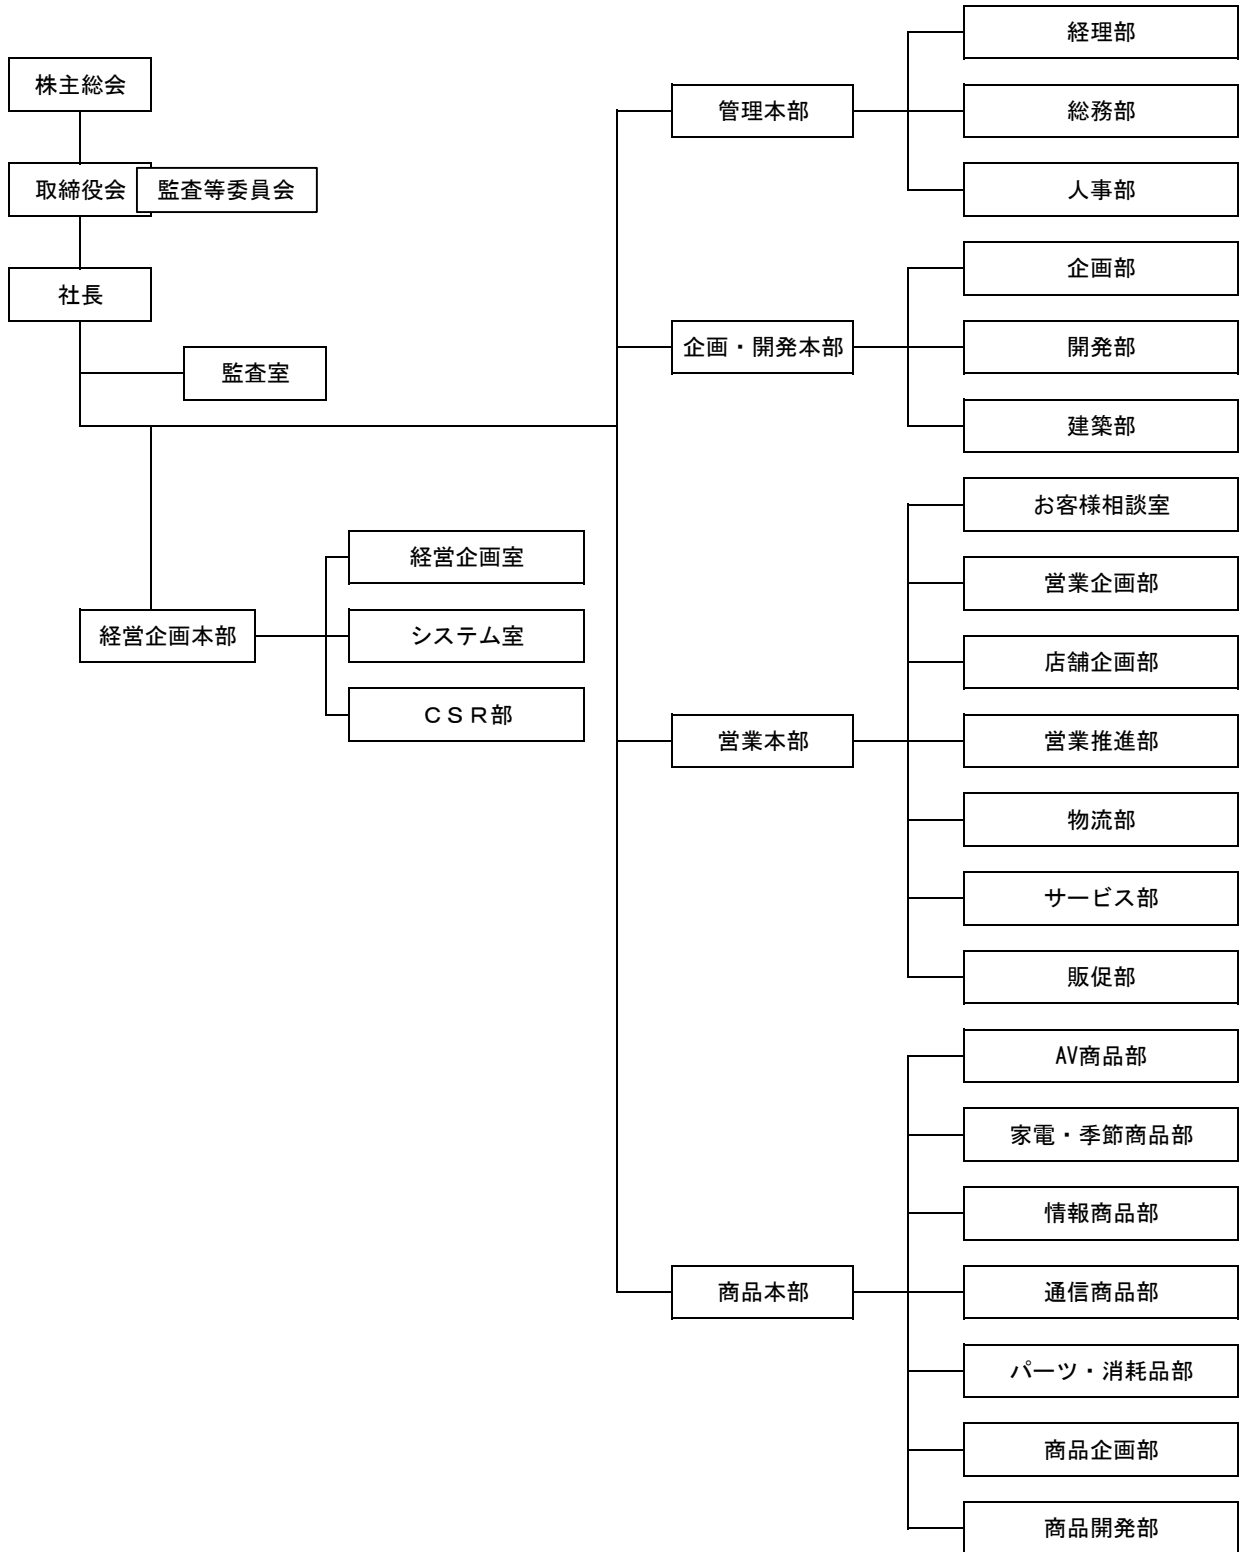 株主総会
取締役会
監査等委員会
社長
監査室
経営企画本部
経営企画室
システム室
ＣＳＲ部
管理本部
経理部
総務部
人事部
企画・開発本部
企画部
開発部
建築部
営業本部
お客様相談室
営業企画部
店舗企画部
営業推進部
物流部
サービス部
販促部
商品本部
AV商品部
家電・季節商品部
情報商品部
通信商品部
パーツ・消耗品部
商品企画部
商品開発部